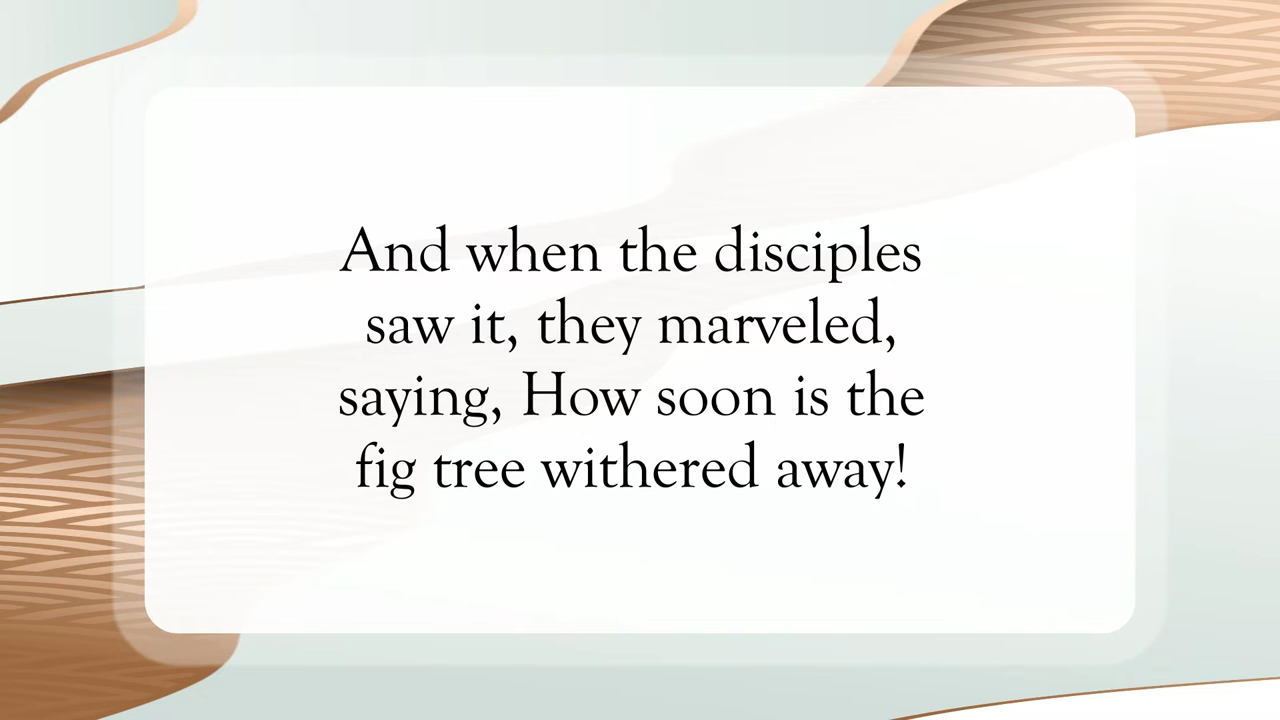 And when the disciples
saw it, they marveled,
saying, How soon is the
fig tree withered away!